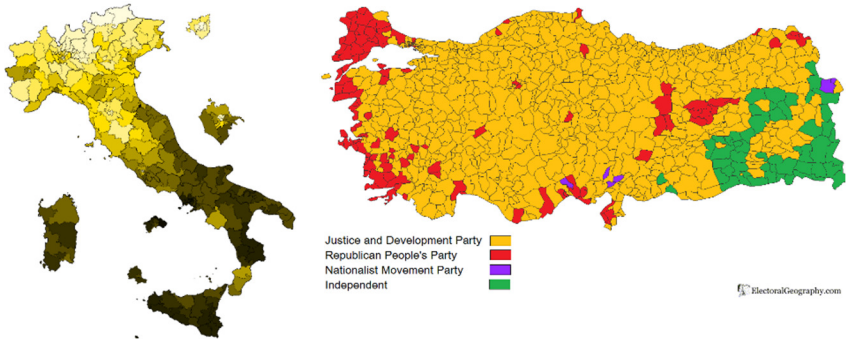 Justice and Development Party
Republican People's Party
Nationalist Movement Party
Independent
ElectoralGeography.com